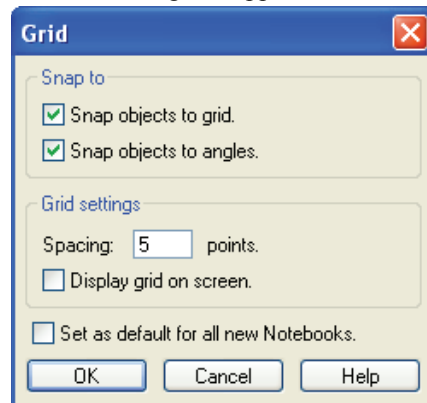 Grid
Snap to
Snap objects to grid.
Snap objects to angles.
Grid settings
Spacing: 5 points.
Display grid on screen.
Set as default for all new Notebooks.
OK Cancel Help